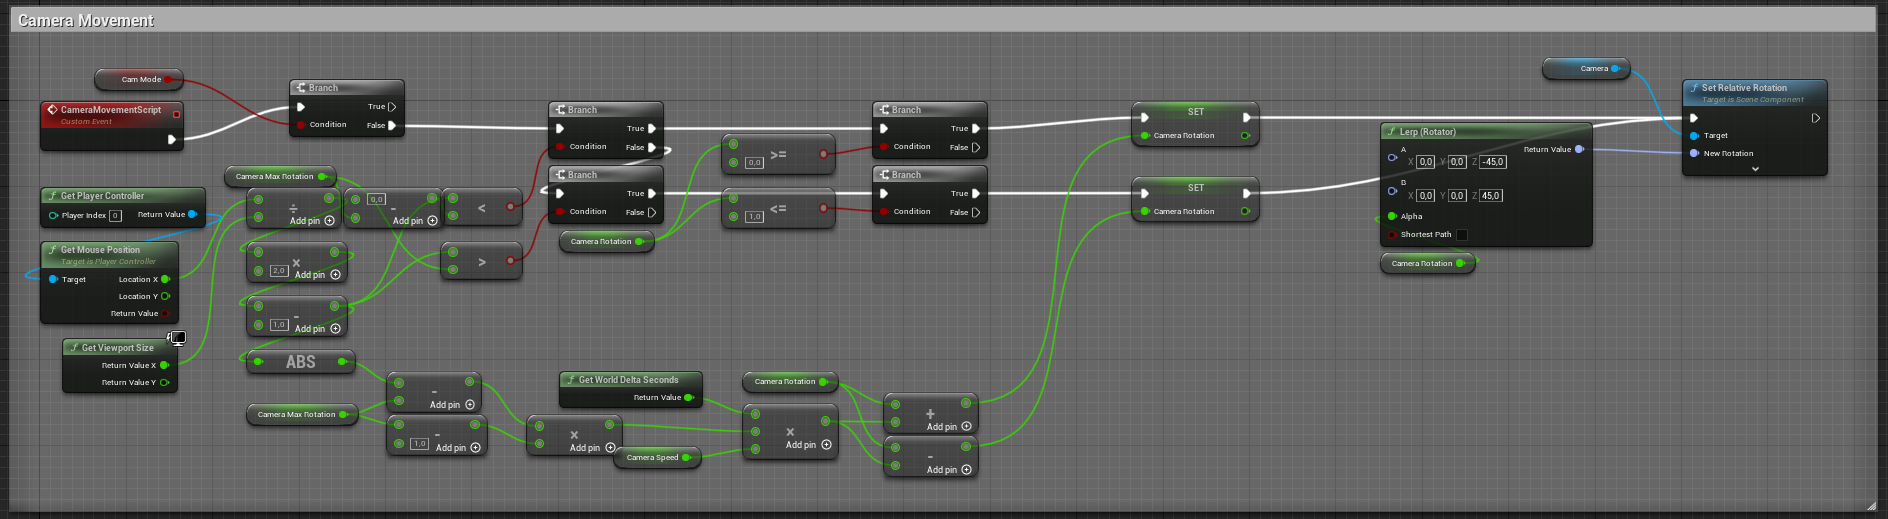 Camera Movement
Cam Mode
CameraMovementScript
Custom Event
Branch
True
Condition
False
Get Player Controller
Player Index 0
Return Value
Get Mouse Position
Target is Player Controller
Target
Location X
Location Y
Return Value
Get Viewport Size
Return Value X
Return Value Y
Camera Max Rotation
÷
Add pin
0,0
-
Add pin
<
×
2,0
Add pin
>
-
1,0
Add pin
ABS
Camera Max Rotation
-
Add pin
-
1,0
Add pin
×
Add pin
Branch
True
Condition
False
Branch
True
Condition
False
Camera Rotation
>=
0,0
<=
1,0
Branch
True
Condition
False
Branch
True
Condition
False
Get World Delta Seconds
Return Value
Camera Speed
Camera Rotation
×
Add pin
+
Add pin
-
Add pin
SET
Camera Rotation
SET
Camera Rotation
Lerp (Rotator)
A
X 0,0 Y 0,0 Z -45,0
Return Value
B
X 0,0 Y 0,0 Z 45,0
Alpha
Shortest Path
Camera Rotation
Camera
Set Relative Rotation
Target is Scene Component
Target
New Rotation